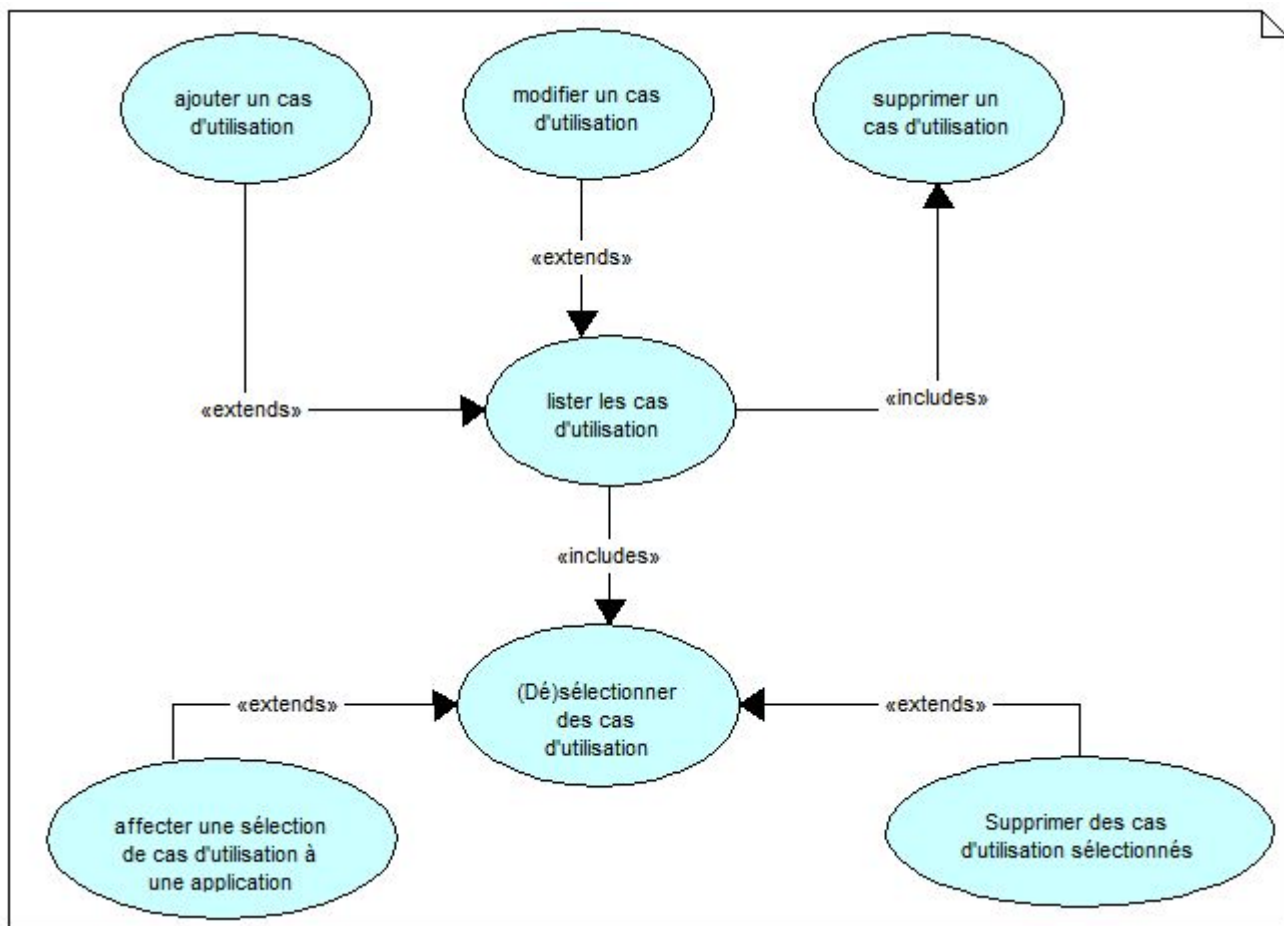 ajouter un cas
d'utilisation
modifier un cas
d'utilisation
supprimer un
cas d'utilisation
«extends»
«extends»
«includes»
lister les cas
d'utilisation
«includes»
(Dé)sélectionner
des cas
d'utilisation
«extends»
«extends»
affecter une sélection
de cas d'utilisation à
une application
Supprimer des cas
d'utilisation sélectionnés